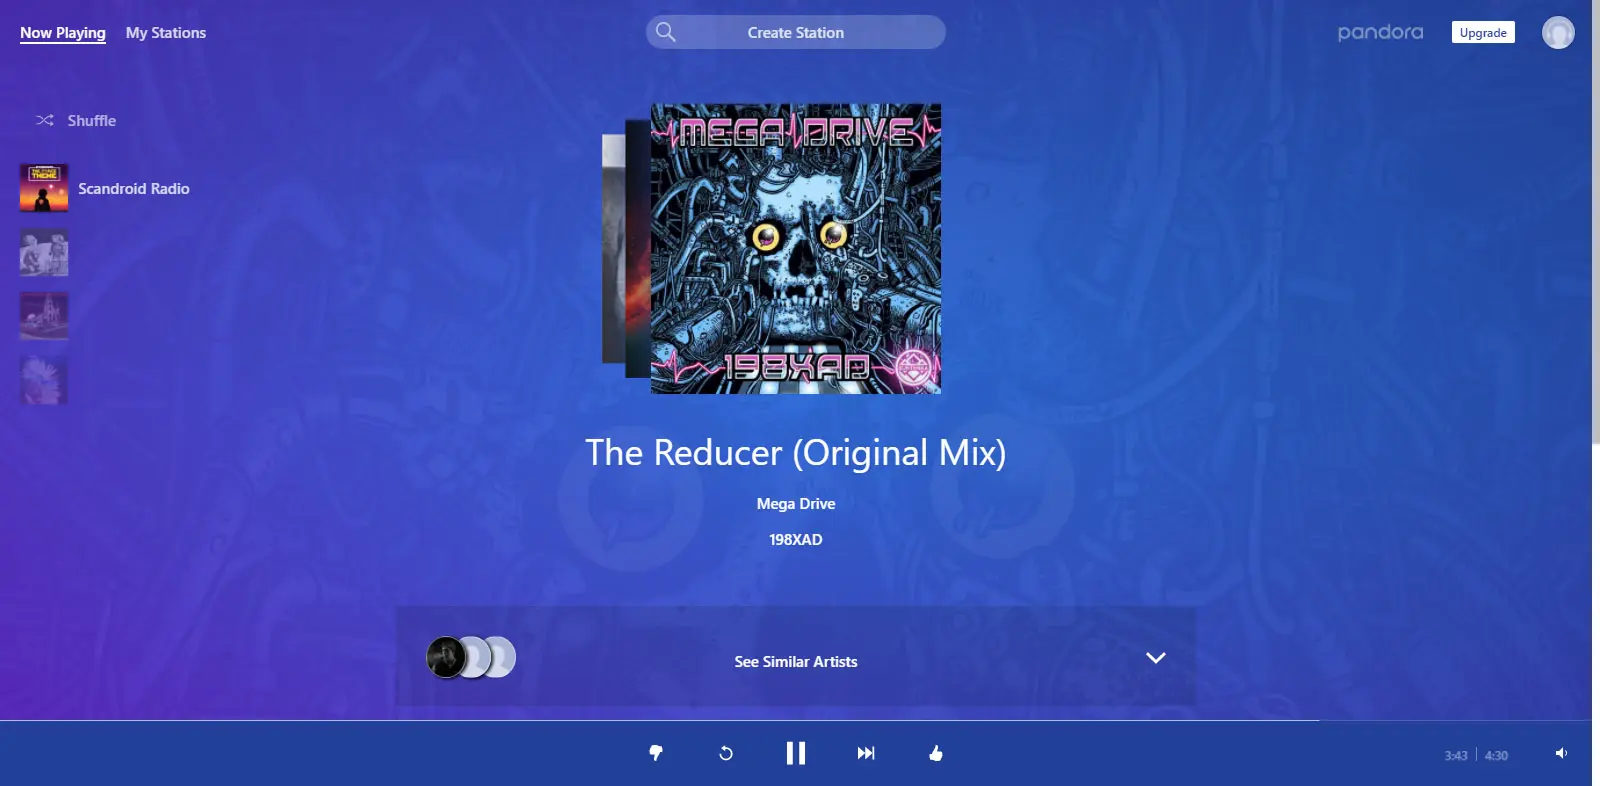 Now Playing
My Stations
Create Station
pandora
Upgrade
Shuffle
Scandroid Radio
MEGA DRIVE
198XAD
The Reducer (Original Mix)
Mega Drive
198XAD
See Similar Artists
3:43 | 4:30